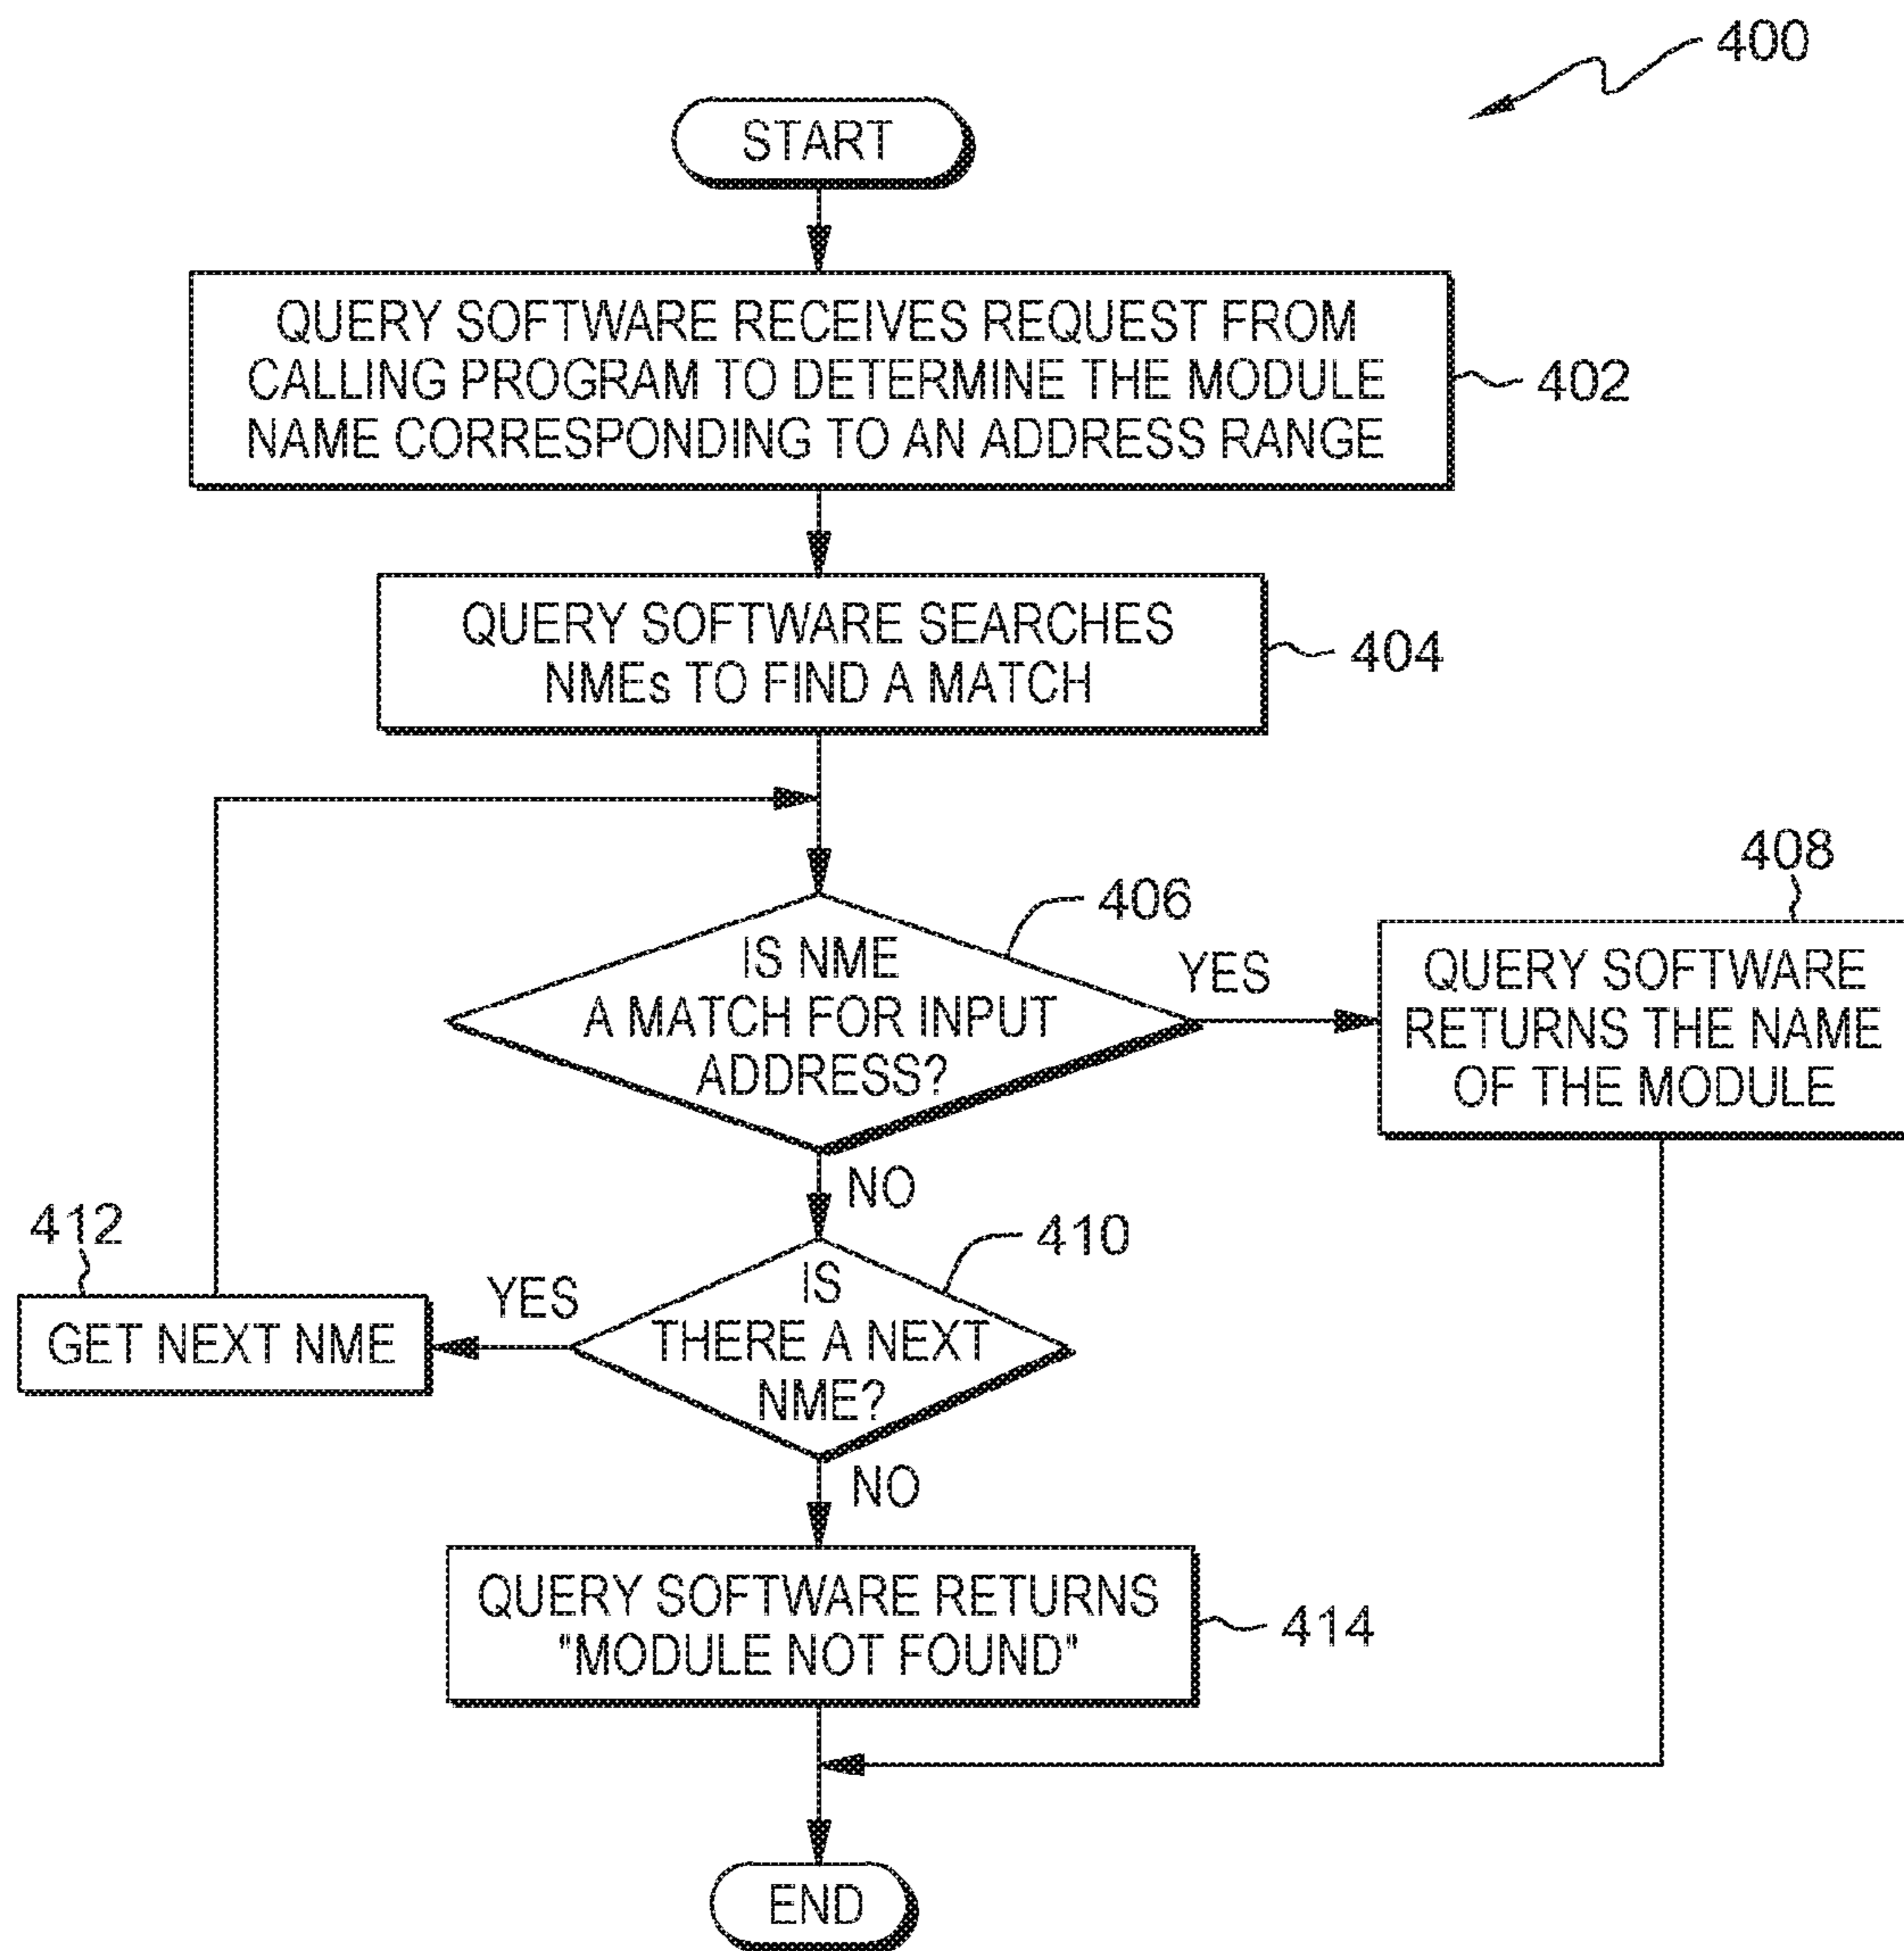 400
START
QUERY SOFTWARE RECEIVES REQUEST FROM
CALLING PROGRAM TO DETERMINE THE MODULE
NAME CORRESPONDING TO AN ADDRESS RANGE
402
QUERY SOFTWARE SEARCHES
NMEs TO FIND A MATCH
404
IS NME
A MATCH FOR INPUT
ADDRESS?
406
YES
408
QUERY SOFTWARE
RETURNS THE NAME
OF THE MODULE
NO
IS
THERE A NEXT
NME?
410
YES
412
GET NEXT NME
NO
QUERY SOFTWARE RETURNS
"MODULE NOT FOUND"
414
END